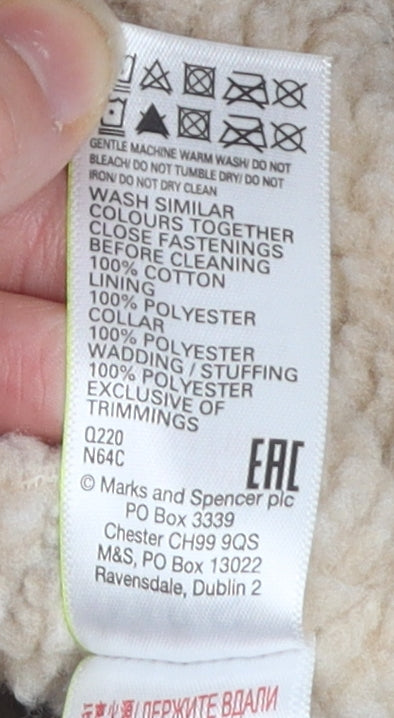 GENTLE MACHINE WARM WASH/ DO NOT
BLEACH/ DO NOT TUMBLE DRY/ DO NOT
IRON/ DO NOT DRY CLEAN
WASH SIMILAR
COLOURS TOGETHER
CLOSE FASTENINGS
BEFORE CLEANING
100% COTTON
LINING
100% POLYESTER
COLLAR
100% POLYESTER
WADDING / STUFFING
100% POLYESTER
EXCLUSIVE OF
TRIMMINGS
Q220
N64C
EAC
© Marks and Spencer plc
PO Box 3339
Chester CH99 9QS
M&S, PO Box 13022
Ravensdale, Dublin 2
火源/ДЕРЖИТЕ ВДАЛИ